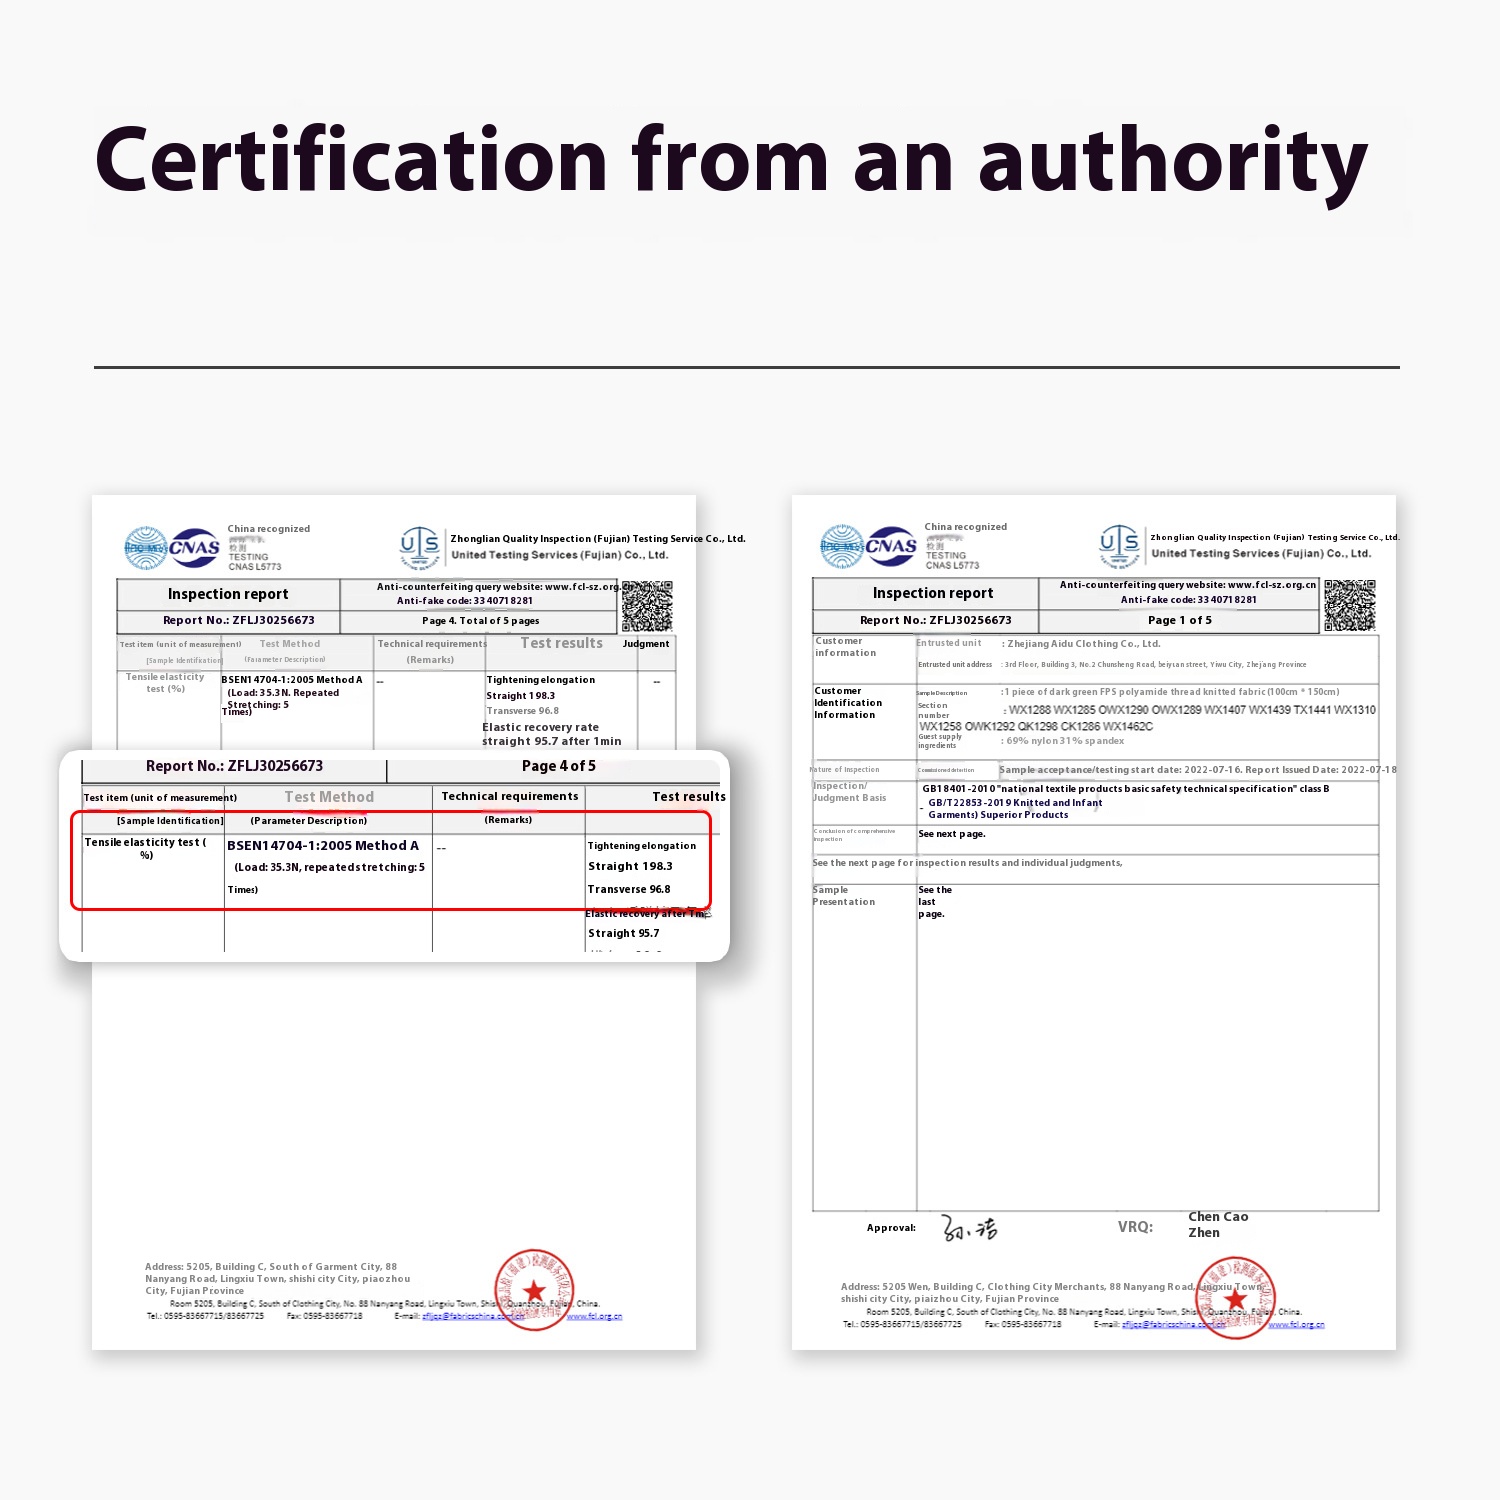 Certification from an authority
China recognized
检测
TESTING
CNAS L5773
CNAS
UTS
Zhonglian Quality Inspection (Fujian) Testing Service Co., Ltd.
United Testing Services (Fujian) Co., Ltd.
Inspection report
Anti-counterfeiting query website: www.fcl-sz.org.cn
Anti-fake code: 3340718281
Report No.: ZFLJ30256673
Page 4. Total of 5 pages
Test item (unit of measurement)
[Sample Identification]
Test Method
(Parameter Description)
Technical requirements
(Remarks)
Test results
Judgment
Tensile elasticity
test (%)
BSEN14704-1:2005 Method A
(Load: 35.3N. Repeated
Stretching: 5
Times)
--
Tightening elongation
Straight 198.3
Transverse 96.8
Elastic recovery rate
straight 95.7 after 1min
--
Report No.: ZFLJ30256673
Page 4 of 5
Test item (unit of measurement)
[Sample Identification]
Test Method
(Parameter Description)
Technical requirements
(Remarks)
Test results
Tensile elasticity test (
%)
BSEN14704-1:2005 Method A
(Load: 35.3N, repeated stretching: 5
Times)
--
Tightening elongation
Straight 198.3
Transverse 96.8
Elastic recovery after 1m
Straight 95.7
Address: 5205, Building C, South of Garment City, 88
Nanyang Road, Lingxiu Town, shishi city City, piaozhou
City, Fujian Province
Room 5205, Building C, South of Clothing City, No. 88 Nanyang Road, Lingxiu Town, Shishi, Quanzhou, Fujian, China.
Tel.: 0595-83667715/83667725 Fax: 0595-83667718 E-mail: zfljqz@fabricschina.com.cn www.fcl.org.cn
China recognized
检测
TESTING
CNAS L5773
CNAS
UTS
Zhonglian Quality Inspection (Fujian) Testing Service Co., Ltd.
United Testing Services (Fujian) Co., Ltd.
Inspection report
Anti-counterfeiting query website: www.fcl-sz.org.cn
Anti-fake code: 3340718281
Report No.: ZFLJ30256673
Page 1 of 5
Customer
information
Entrusted unit : Zhejiang Aidu Clothing Co., Ltd.
Entrusted unit address : 3rd Floor, Building 3, No.2 Chunsheng Road, beiyuan street, Yiwu City, Zhejiang Province
Customer
Identification
Information
Sample Description : 1 piece of dark green FPS polyamide thread knitted fabric (100cm * 150cm)
Section
number
: WX1288 WX1285 OWX1290 OWX1289 WX1407 WX1439 TX1441 WX1310
WX1258 OWK1292 QK1298 CK1286 WX1462C
Guest supply
ingredients
: 69% nylon 31% spandex
Nature of Inspection
Commissioned detection
Sample acceptance/testing start date: 2022-07-16. Report Issued Date: 2022-07-18
Inspection/
Judgment Basis
GB18401-2010 "national textile products basic safety technical specification" class B
- GB/T22853-2019 Knitted and Infant
Garments) Superior Products
Conclusion of comprehensive
inspection
See next page.
See the next page for inspection results and individual judgments,
Sample
Presentation
See the
last
page.
Approval:
VRQ:
Chen Cao
Zhen
Address: 5205 Wen, Building C, Clothing City Merchants, 88 Nanyang Road, Lingxiu Town,
shishi city City, piaizhou City, Fujian Province
Room 5205, Building C, South of Clothing City, No. 88 Nanyang Road, Lingxiu Town, Shishi, Quanzhou, Fujian, China.
Tel.: 0595-83667715/83667725 Fax: 0595-83667718 E-mail: zfljqz@fabricschina.com.cn www.fcl.org.cn